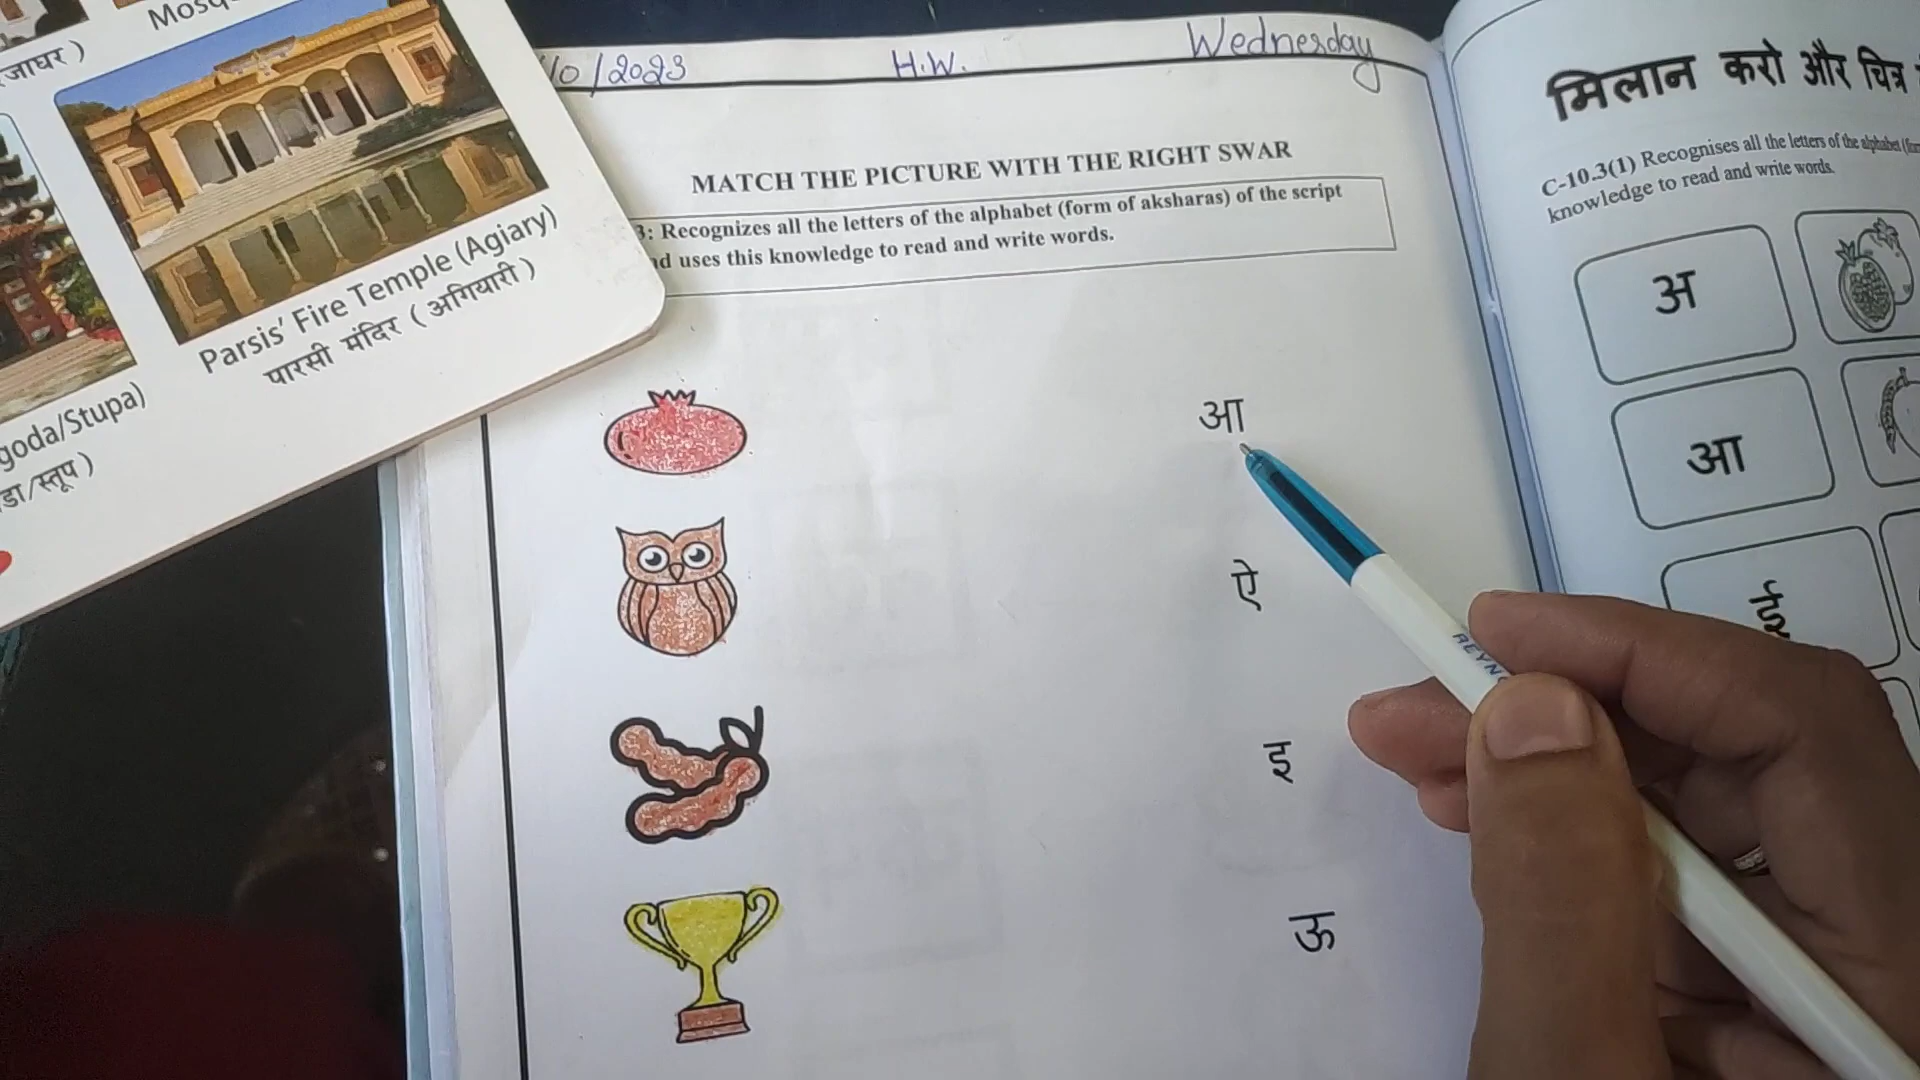 जाघर )
Parsis' Fire Temple (Agiary)
पारसी मंदिर ( अगियारी )
goda/Stupa)
डा/स्तूप )
10/2023 H.W. Wednesday
MATCH THE PICTURE WITH THE RIGHT SWAR
3: Recognizes all the letters of the alphabet (form of aksharas) of the script
uses this knowledge to read and write words.
आ
ऐ
इ
ऊ
मिलान करो और चित्र
C-10.3(1) Recognises all the letters of the alphabet
knowledge to read and write words.
अ
आ
ई